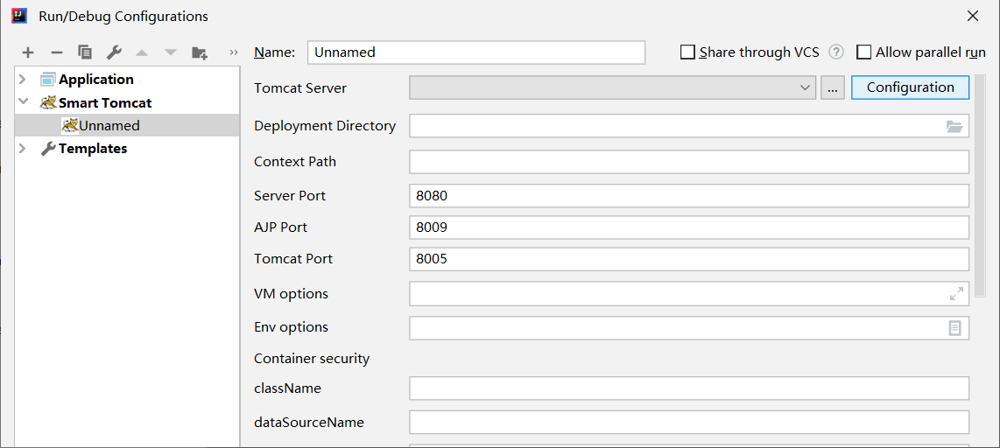 Run/Debug Configurations
Name: Unnamed Share through VCS ? Allow parallel run
Application
Smart Tomcat
Unnamed
Templates
Tomcat Server ... Configuration
Deployment Directory
Context Path
Server Port 8080
AJP Port 8009
Tomcat Port 8005
VM options
Env options
Container security
className
dataSourceName